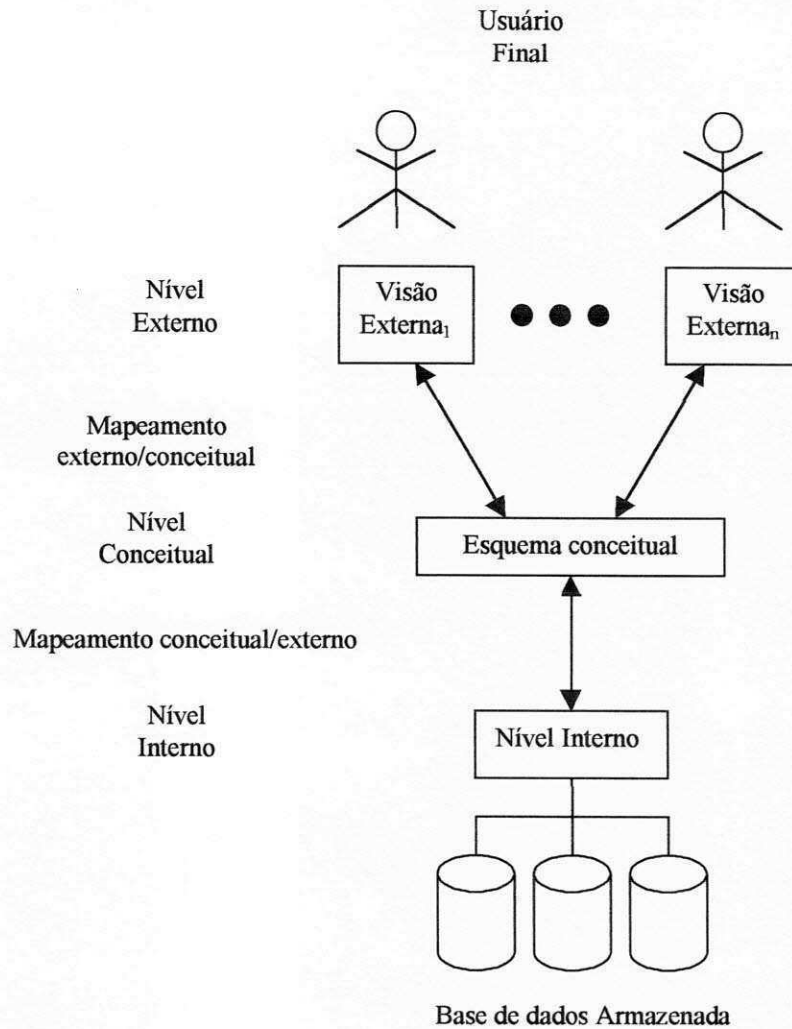 Usuário
Final
Nível
Externo
Visão
Externa₁
Visão
Externaₙ
Mapeamento
externo/conceitual
Nível
Conceitual
Esquema conceitual
Mapeamento conceitual/externo
Nível
Interno
Nível Interno
Base de dados Armazenada